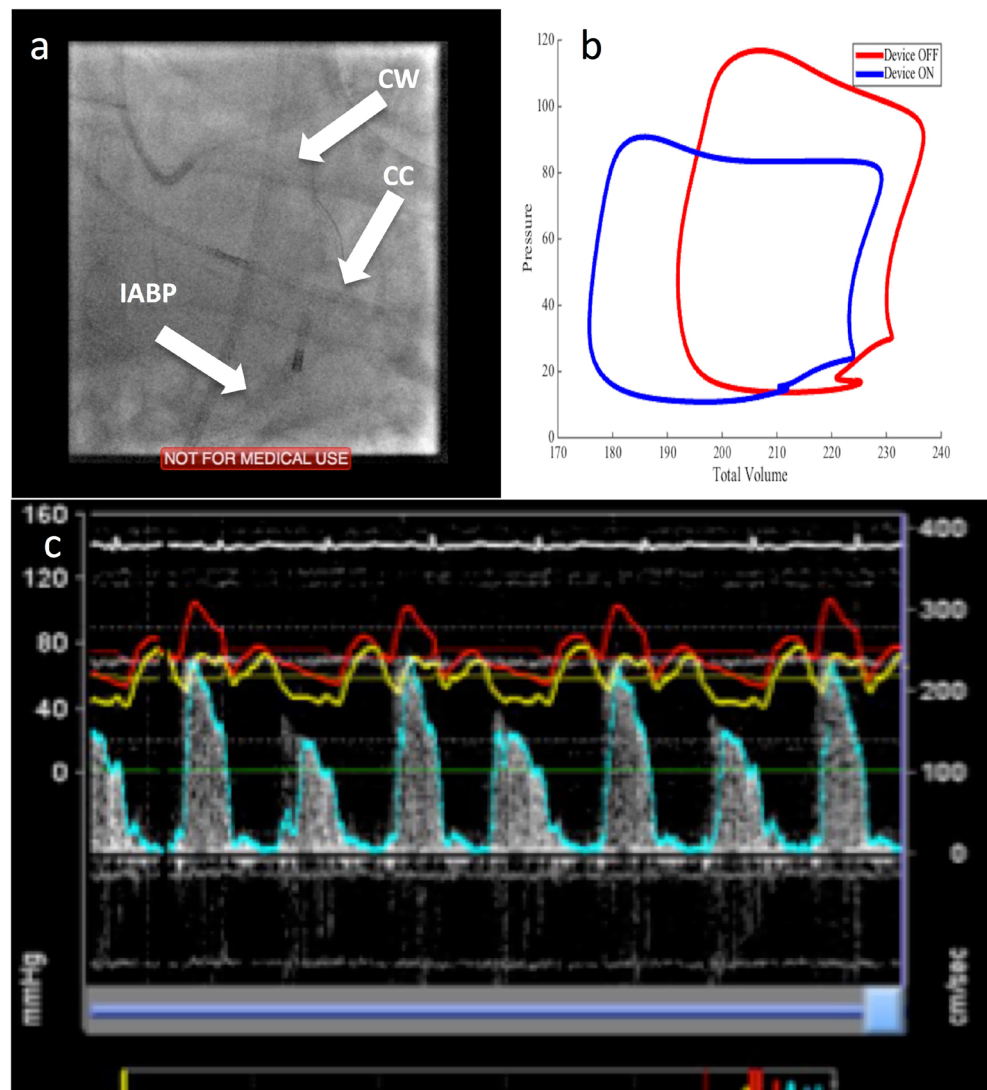 a
CW
CC
IABP
NOT FOR MEDICAL USE
b
120
100
80
60
40
20
0
Pressure
170
180
190
200
210
220
230
240
Total Volume
Device OFF
Device ON
c
160
120
80
40
0
mmHg
400
300
200
100
0
cm/sec